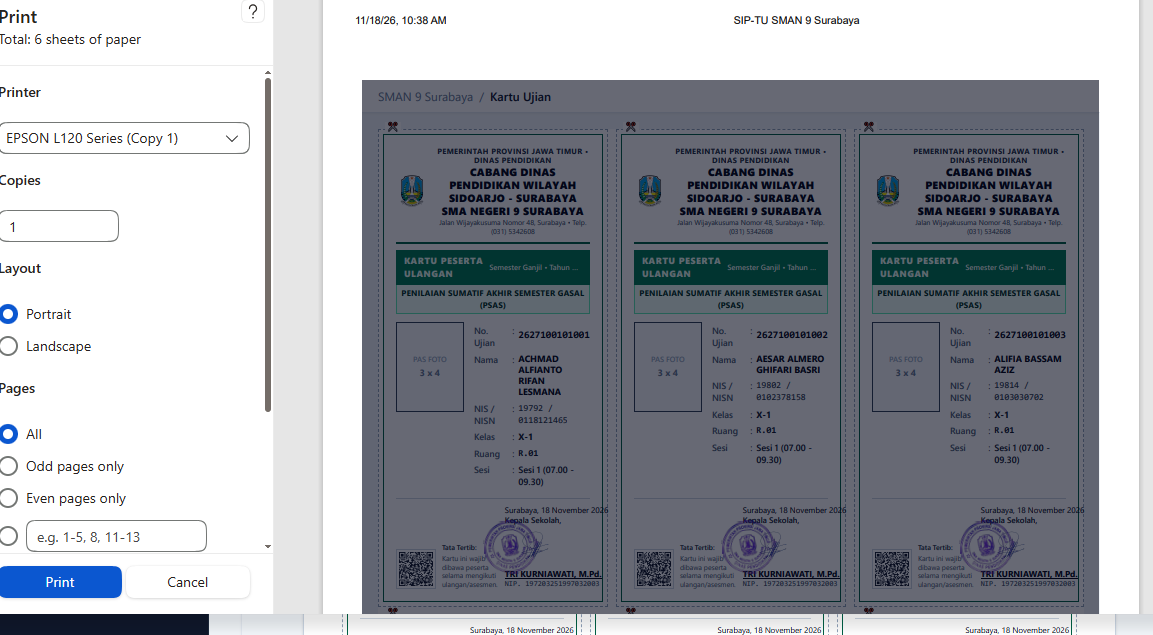 Print
?
Total: 6 sheets of paper
Printer
EPSON L120 Series (Copy 1)
Copies
1
Layout
Portrait
Landscape
Pages
All
Odd pages only
Even pages only
e.g. 1-5, 8, 11-13
Print
Cancel
11/18/26, 10:38 AM
SIP-TU SMAN 9 Surabaya
SMAN 9 Surabaya / Kartu Ujian
PEMERINTAH PROVINSI JAWA TIMUR •
DINAS PENDIDIKAN
CABANG DINAS
PENDIDIKAN WILAYAH
SIDOARJO - SURABAYA
SMA NEGERI 9 SURABAYA
Jalan Wijayakusuma Nomor 48, Surabaya • Telp.
(031) 5342608
KARTU PESERTA
ULANGAN
Semester Ganjil • Tahun ...
PENILAIAN SUMATIF AKHIR SEMESTER GASAL
(PSAS)
PAS FOTO
3 x 4
No.
Ujian
: 2627100101001
Nama
: ACHMAD
ALFIANTO
RIFAN
LESMANA
NIS /
NISN
: 19792 /
0118121465
Kelas : X-1
Ruang : R.01
Sesi : Sesi 1 (07.00 -
09.30)
Surabaya, 18 November 2026
Kepala Sekolah,
Tata Tertib:
Kartu ini wajib
dibawa peserta
selama mengikuti
ulangan/asesmen.
TRI KURNIAWATI, M.Pd.
NIP. 197203251997032003
PEMERINTAH PROVINSI JAWA TIMUR •
DINAS PENDIDIKAN
CABANG DINAS
PENDIDIKAN WILAYAH
SIDOARJO - SURABAYA
SMA NEGERI 9 SURABAYA
Jalan Wijayakusuma Nomor 48, Surabaya • Telp.
(031) 5342608
KARTU PESERTA
ULANGAN
Semester Ganjil • Tahun ...
PENILAIAN SUMATIF AKHIR SEMESTER GASAL
(PSAS)
PAS FOTO
3 x 4
No.
Ujian
: 2627100101002
Nama
: AESAR ALMERO
GHIFARI BASRI
NIS /
NISN
: 19802 /
0102378158
Kelas : X-1
Ruang : R.01
Sesi : Sesi 1 (07.00 -
09.30)
Surabaya, 18 November 2026
Kepala Sekolah,
Tata Tertib:
Kartu ini wajib
dibawa peserta
selama mengikuti
ulangan/asesmen.
TRI KURNIAWATI, M.Pd.
NIP. 197203251997032003
PEMERINTAH PROVINSI JAWA TIMUR •
DINAS PENDIDIKAN
CABANG DINAS
PENDIDIKAN WILAYAH
SIDOARJO - SURABAYA
SMA NEGERI 9 SURABAYA
Jalan Wijayakusuma Nomor 48, Surabaya • Telp.
(031) 5342608
KARTU PESERTA
ULANGAN
Semester Ganjil • Tahun ...
PENILAIAN SUMATIF AKHIR SEMESTER GASAL
(PSAS)
PAS FOTO
3 x 4
No.
Ujian
: 2627100101003
Nama
: ALIFIA BASSAM
AZIZ
NIS /
NISN
: 19814 /
0103030702
Kelas : X-1
Ruang : R.01
Sesi : Sesi 1 (07.00 -
09.30)
Surabaya, 18 November 2026
Kepala Sekolah,
Tata Tertib:
Kartu ini wajib
dibawa peserta
selama mengikuti
ulangan/asesmen.
TRI KURNIAWATI, M.Pd.
NIP. 197203251997032003
Surabaya, 18 November 2026
Surabaya, 18 November 2026
Surabaya, 18 November 2026